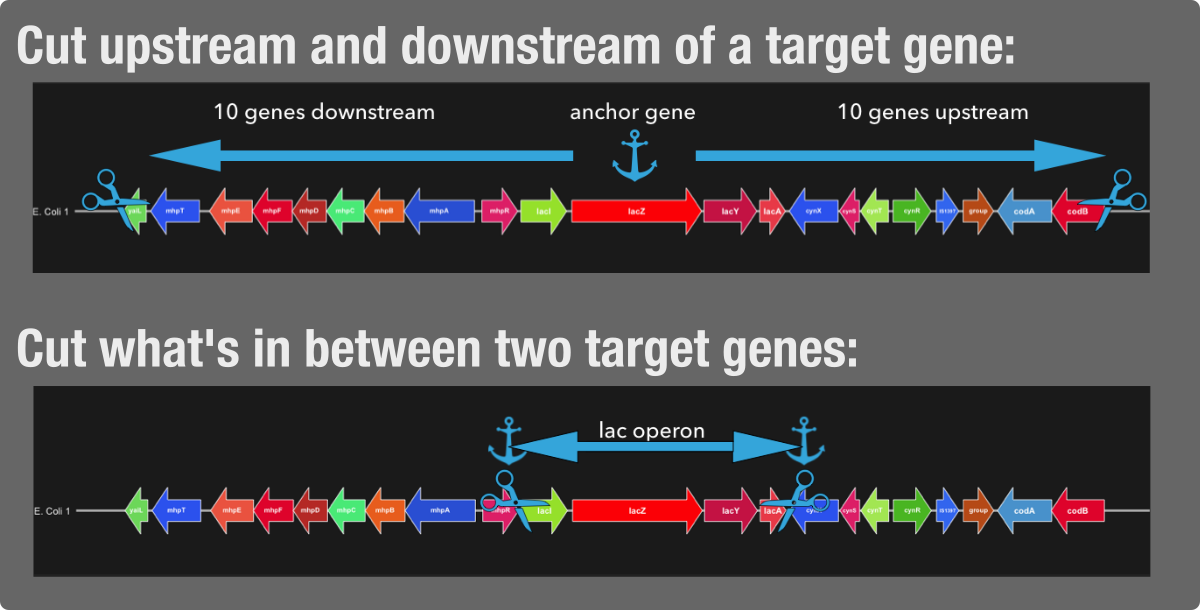 Cut upstream and downstream of a target gene:
10 genes downstream anchor gene 10 genes upstream
E. Coli 1 yaiL mhpT mhpE mhpF mhpD mhpC mhpB mhpA mhpR lacI lacZ lacY lacA cynX cynS cynT cynR IS1397 group codA codB
Cut what's in between two target genes:
lac operon
E. Coli 1 yaiL mhpT mhpE mhpF mhpD mhpC mhpB mhpA mhpR lacI lacZ lacY lacA cynS cynT cynR IS1397 group codA codB